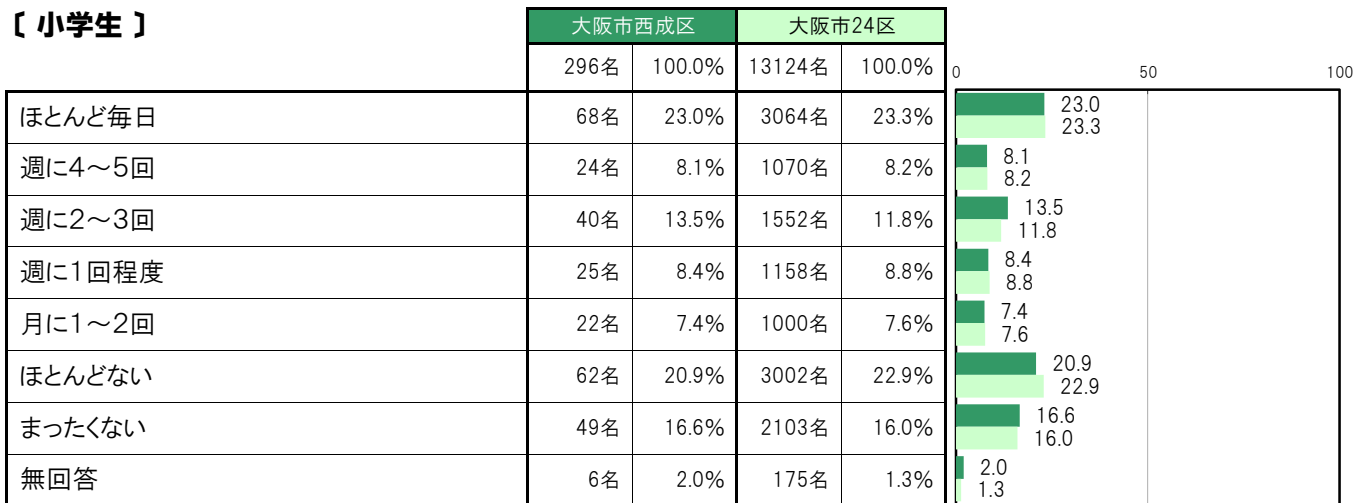 〔 小学生 〕
大阪市西成区 大阪市24区
296名 100.0% 13124名 100.0%
0 50 100
ほとんど毎日 68名 23.0% 3064名 23.3%
23.0
23.3
週に4～5回 24名 8.1% 1070名 8.2%
8.1
8.2
週に2～3回 40名 13.5% 1552名 11.8%
13.5
11.8
週に1回程度 25名 8.4% 1158名 8.8%
8.4
8.8
月に1～2回 22名 7.4% 1000名 7.6%
7.4
7.6
ほとんどない 62名 20.9% 3002名 22.9%
20.9
22.9
まったくない 49名 16.6% 2103名 16.0%
16.6
16.0
無回答 6名 2.0% 175名 1.3%
2.0
1.3